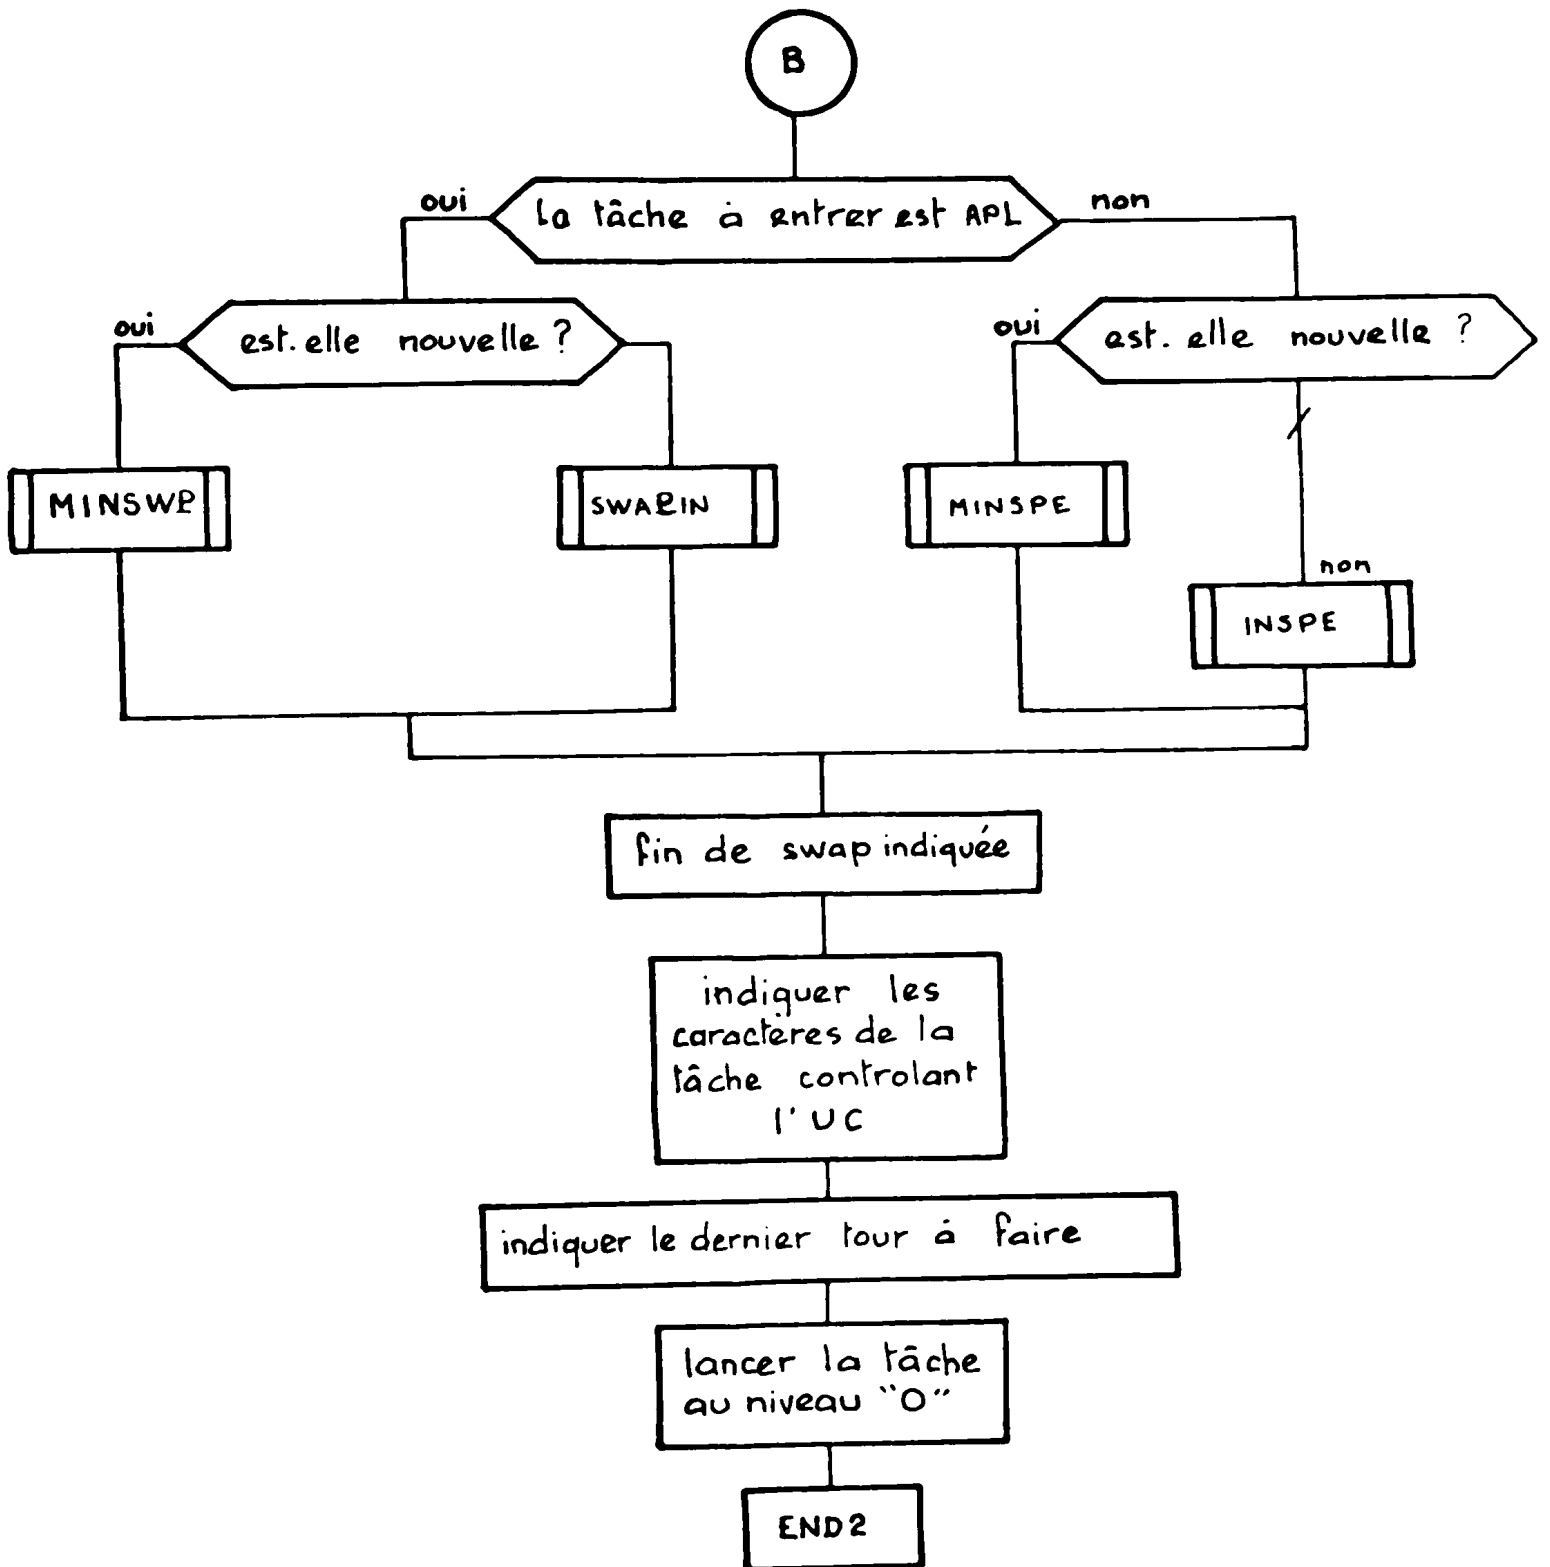 B
oui
la tâche à entrer est APL
non
oui
est.elle nouvelle ?
oui
est.elle nouvelle ?
MINSWP
SWAPIN
MINSPE
non
INSPE
fin de swap indiquée
indiquer les
caractères de la
tâche controlant
l'UC
indiquer le dernier tour à faire
lancer la tâche
au niveau "O"
END2